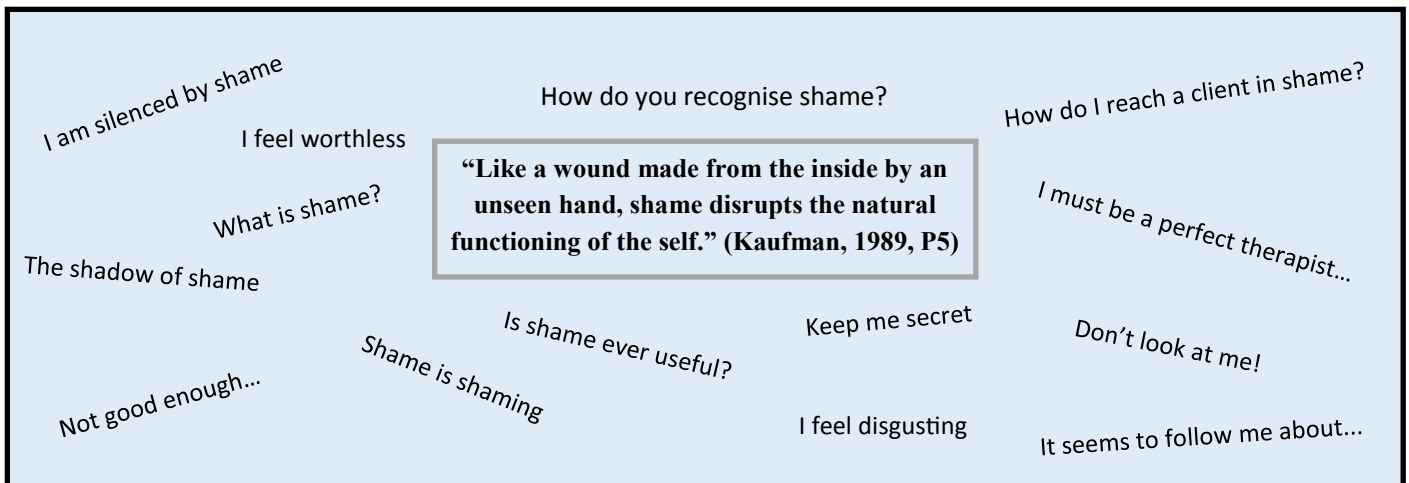 I am silenced by shame
How do you recognise shame?
How do I reach a client in shame?
I feel worthless
“Like a wound made from the inside by an
unseen hand, shame disrupts the natural
functioning of the self.” (Kaufman, 1989, P5)
What is shame?
I must be a perfect therapist...
The shadow of shame
Is shame ever useful?
Keep me secret
Don’t look at me!
Shame is shaming
Not good enough...
I feel disgusting
It seems to follow me about...